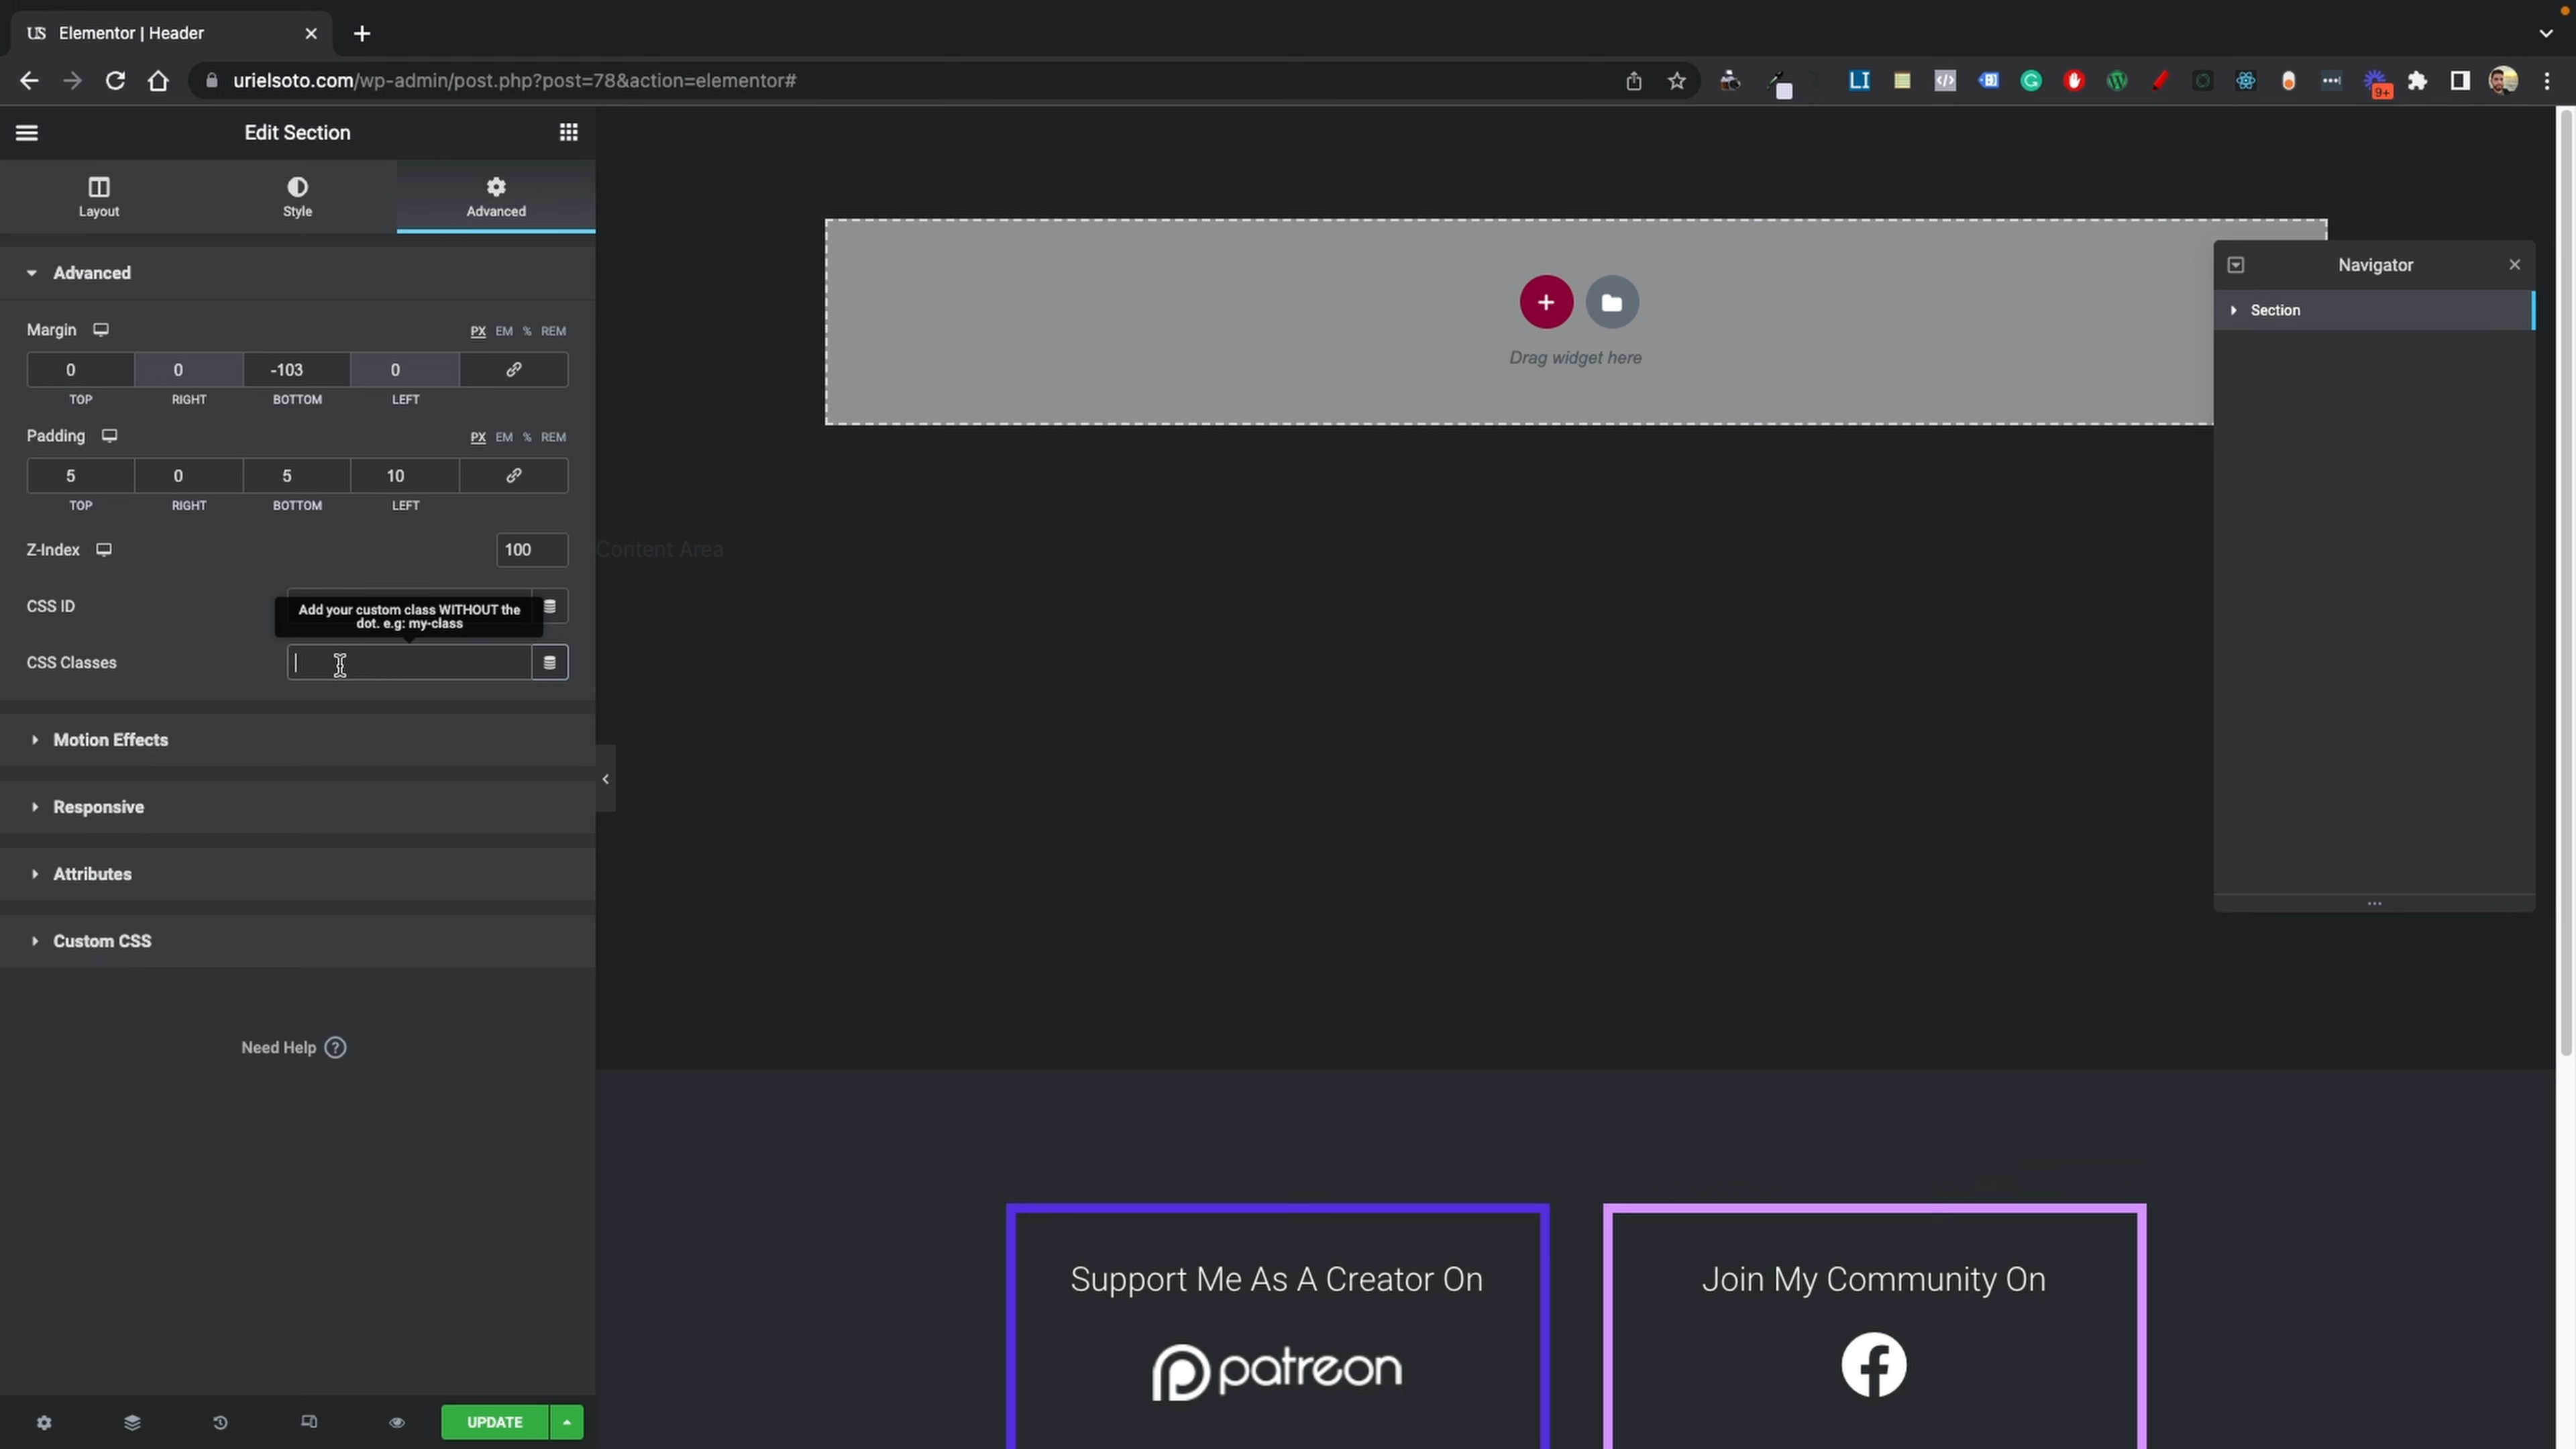 US Elementor | Header
urielsoto.com/wp-admin/post.php?post=78&action=elementor#
LI
9+
Edit Section
Layout
Style
Advanced
Advanced
Margin
PX EM % REM
0 0 -103 0
TOP RIGHT BOTTOM LEFT
Padding
PX EM % REM
5 0 5 10
TOP RIGHT BOTTOM LEFT
Z-Index
100
CSS ID
Add your custom class WITHOUT the
dot. e.g: my-class
CSS Classes
Motion Effects
Responsive
Attributes
Custom CSS
Need Help ?
UPDATE
Drag widget here
Content Area
Navigator
Section
Support Me As A Creator On
patreon
Join My Community On